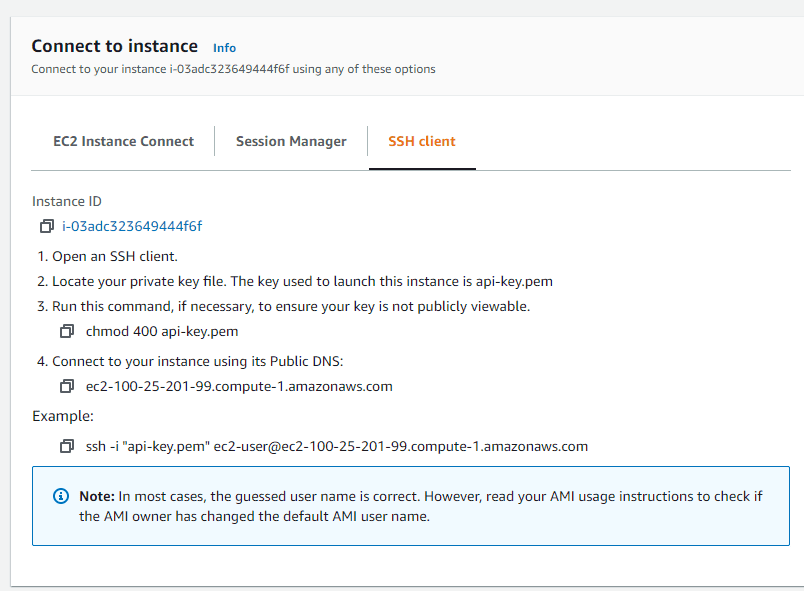 Connect to instance Info
Connect to your instance i-03adc323649444f6f using any of these options
EC2 Instance Connect
Session Manager
SSH client
Instance ID
i-03adc323649444f6f
1. Open an SSH client.
2. Locate your private key file. The key used to launch this instance is api-key.pem
3. Run this command, if necessary, to ensure your key is not publicly viewable.
chmod 400 api-key.pem
4. Connect to your instance using its Public DNS:
ec2-100-25-201-99.compute-1.amazonaws.com
Example:
ssh -i "api-key.pem" ec2-user@ec2-100-25-201-99.compute-1.amazonaws.com
Note: In most cases, the guessed user name is correct. However, read your AMI usage instructions to check if
the AMI owner has changed the default AMI user name.